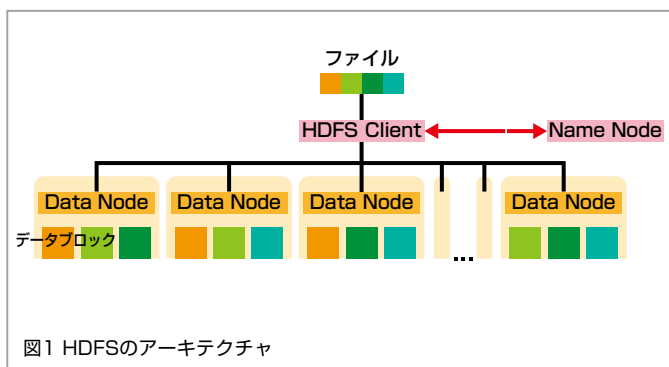 ファイル
HDFS Client
Name Node
Data Node
Data Node
Data Node
Data Node
データブロック
...
図1 HDFSのアーキテクチャ